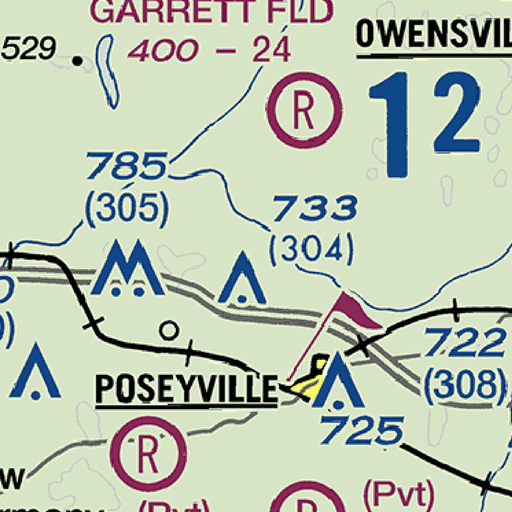 GARRETT FLD
400 - 24
OWENSVIL
529
R
12
785
(305)
733
(304)
722
(308)
POSEYVILLE
725
R
(Pvt)
(Pvt)
R